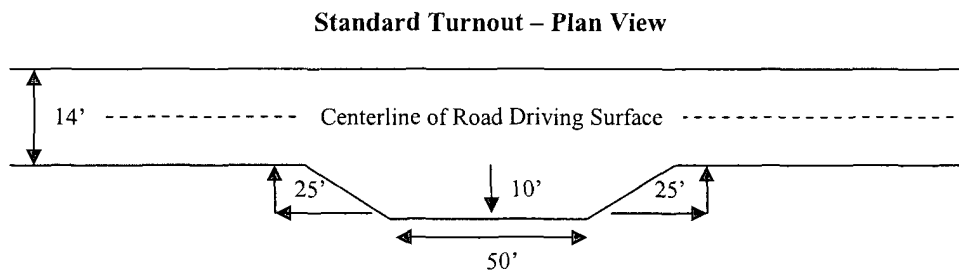 Standard Turnout – Plan View
14'
Centerline of Road Driving Surface
25'
10'
25'
50'